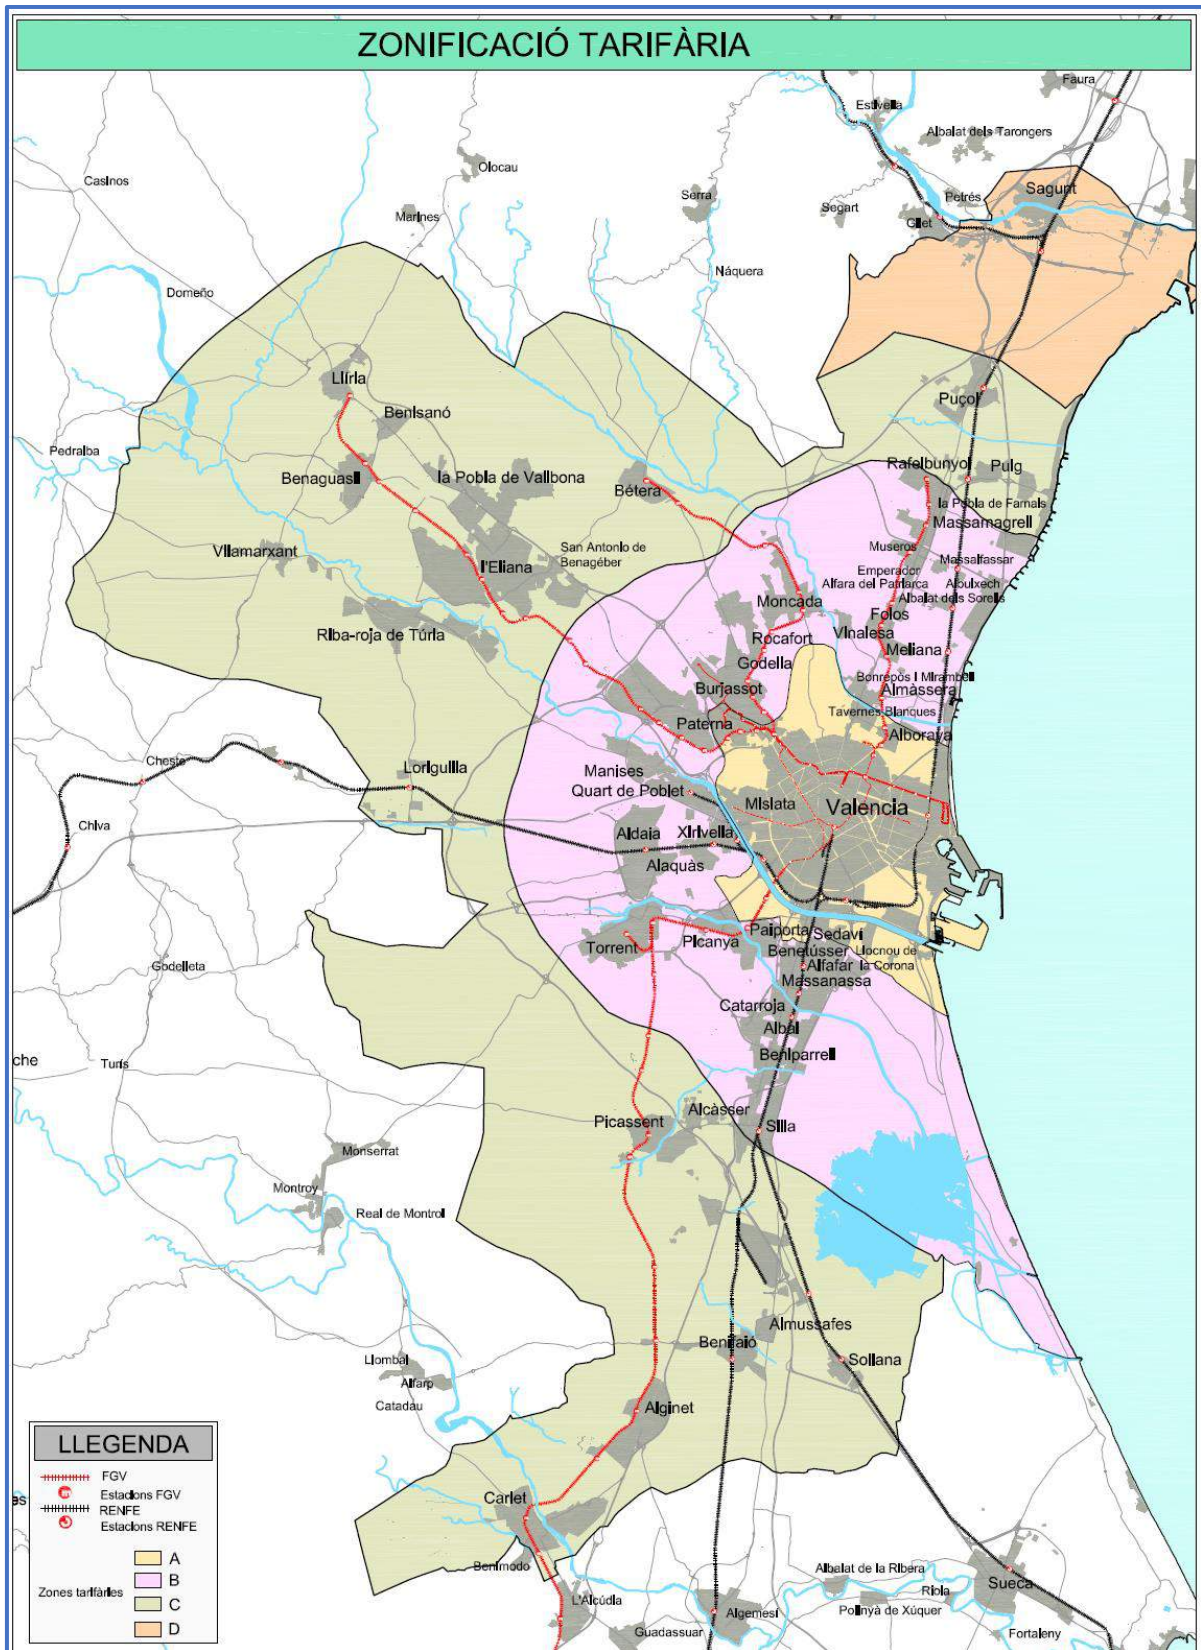 ZONIFICACIÓ TARIFÀRIA
Faura
Estivella
Albalat dels Tarongers
Olocau
Casinos
Serra
Segart
Petrés
Sagunt
Marines
Gilet
Náquera
Domeño
Llíria
Benisanó
Puçol
Pedralba
Benaguasil
la Pobla de Vallbona
Bétera
Rafelbunyol
Puig
la Pobla de Farnals
Massamagrell
Vilamarxant
l'Eliana
San Antonio de
Benagéber
Museros
Massalfassar
Emperador
Alfara del Patriarca
Albuixech
Albalat dels Sorells
Moncada
Foios
Riba-roja de Túria
Rocafort
Vinalesa
Meliana
Godella
Bonrepòs i Mirambell
Burjassot
Almàssera
Tavernes Blanques
Paterna
Alboraya
Cheste
Loriguilla
Manises
Quart de Poblet
Mislata
Valencia
Chiva
Aldaia
Xirivella
Alaquàs
Godelleta
Torrent
Picanya
Paiporta
Sedaví
Benetússer
Llocnou de
la Corona
Alfafar
Massanassa
Catarroja
Albal
Beniparrell
che
Turís
Picassent
Alcàsser
Silla
Monserrat
Montroy
Real de Montroi
Almussafes
Benifaió
Sollana
Llombai
Alfarp
Catadau
Alginet
Carlet
Benimodo
L'Alcúdia
Guadassuar
Algemesí
Albalat de la Ribera
Riola
Sueca
Polinyà de Xúquer
Fortaleny
LLEGENDA
FGV
Estacions FGV
RENFE
Estacions RENFE
Zones tarifàries
A
B
C
D